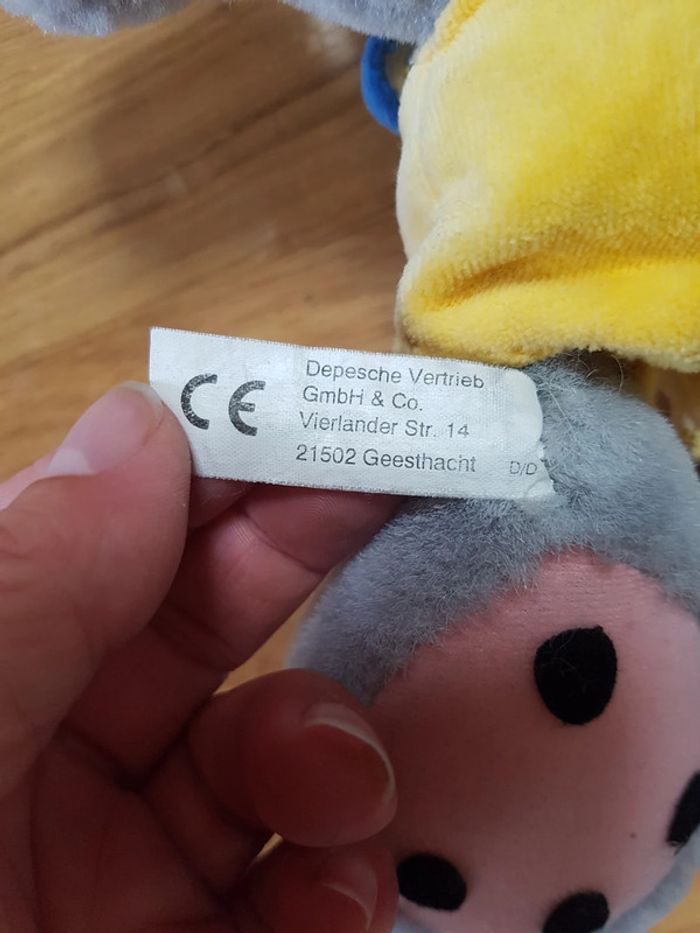 CE
Depesche Vertrieb
GmbH & Co.
Vierlander Str. 14
21502 Geesthacht
D/D